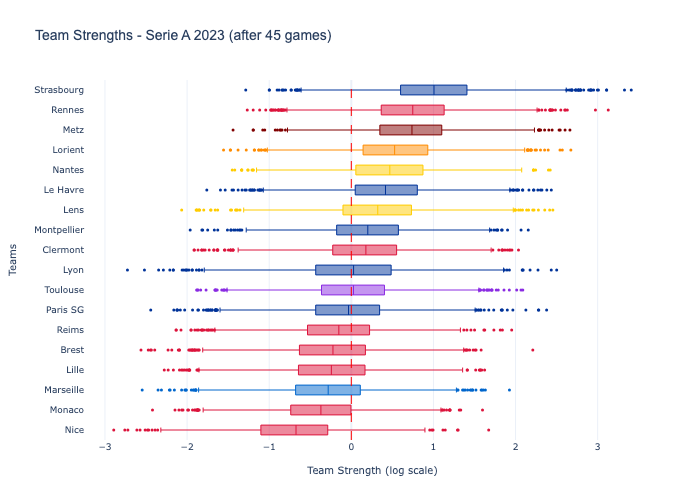 Team Strengths - Serie A 2023 (after 45 games)
Strasbourg
Rennes
Metz
Lorient
Nantes
Le Havre
Lens
Montpellier
Clermont
Lyon
Toulouse
Paris SG
Reims
Brest
Lille
Marseille
Monaco
Nice
Teams
−3 −2 −1 0 1 2 3
Team Strength (log scale)